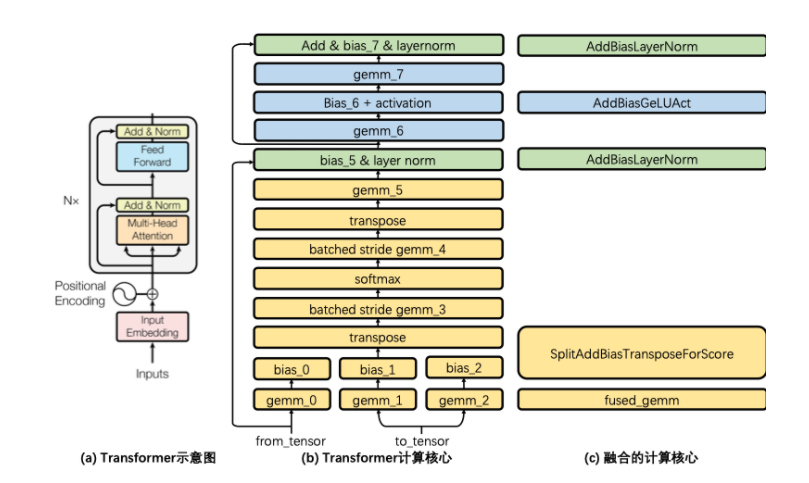 Add & Norm
Feed
Forward
Add & Norm
Multi-Head
Attention
N×
Positional
Encoding
Input
Embedding
Inputs
(a) Transformer示意图
Add & bias_7 & layernorm
gemm_7
Bias_6 + activation
gemm_6
bias_5 & layer norm
gemm_5
transpose
batched stride gemm_4
softmax
batched stride gemm_3
transpose
bias_0 bias_1 bias_2
gemm_0 gemm_1 gemm_2
from_tensor to_tensor
(b) Transformer计算核心
AddBiasLayerNorm
AddBiasGeLUAct
AddBiasLayerNorm
SplitAddBiasTransposeForScore
fused_gemm
(c) 融合的计算核心